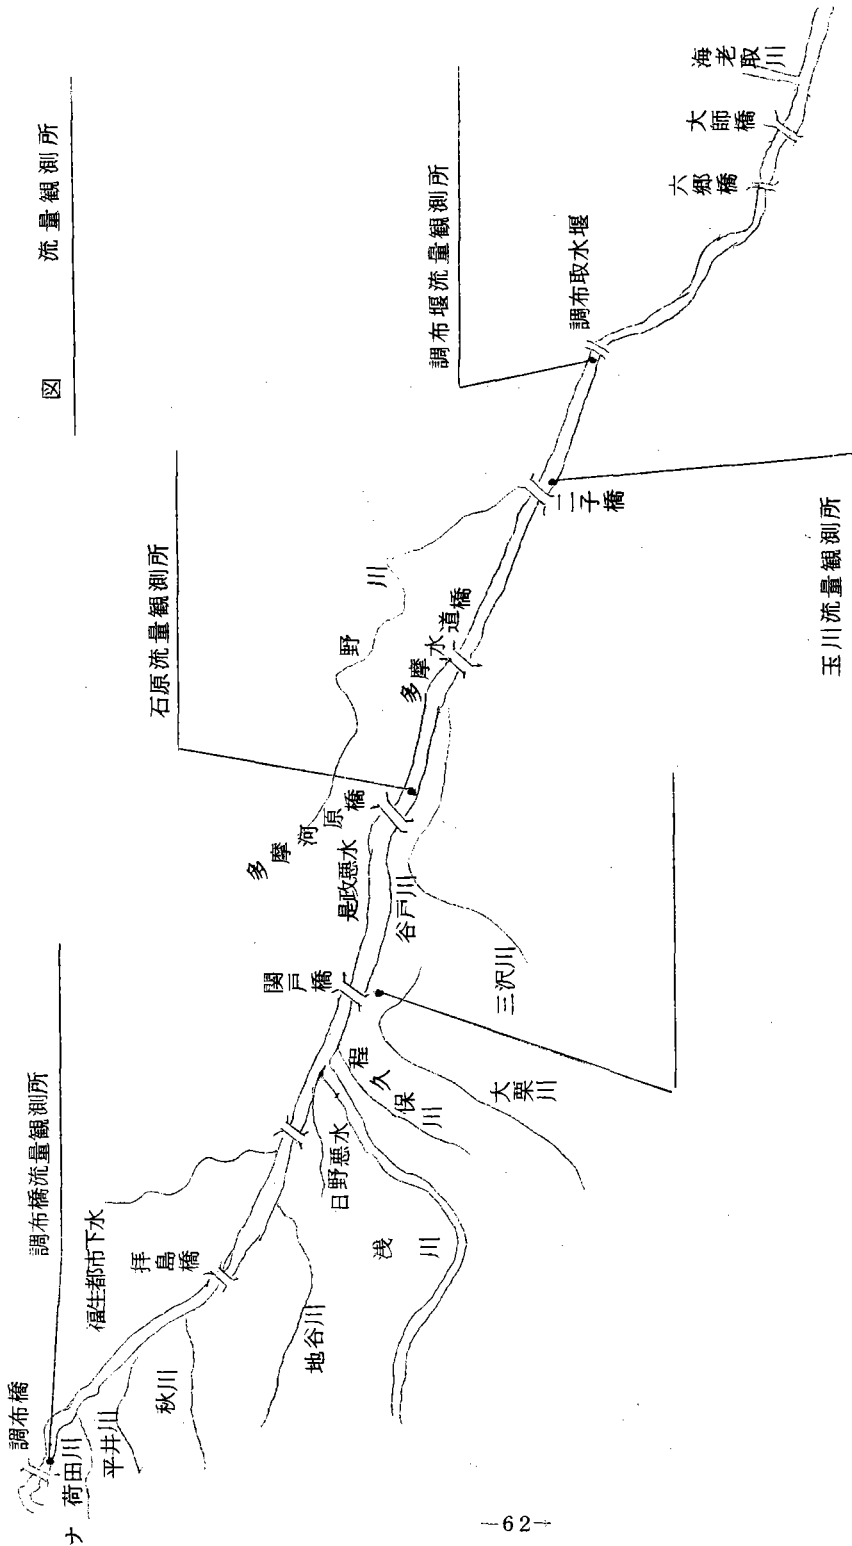 図　流量観測所
調布橋流量観測所
石原流量観測所
調布堰流量観測所
玉川流量観測所
調布橋
ナ
荷田川
平井川
秋川
福生都市下水
拝島橋
地谷川
日野悪水
浅川
程久保川
大栗川
関戸橋
是政悪水
谷戸川
三沢川
多摩河原橋
野川
多摩水道橋
二子橋
調布取水堰
六郷橋
大師橋
海老取川
—62—